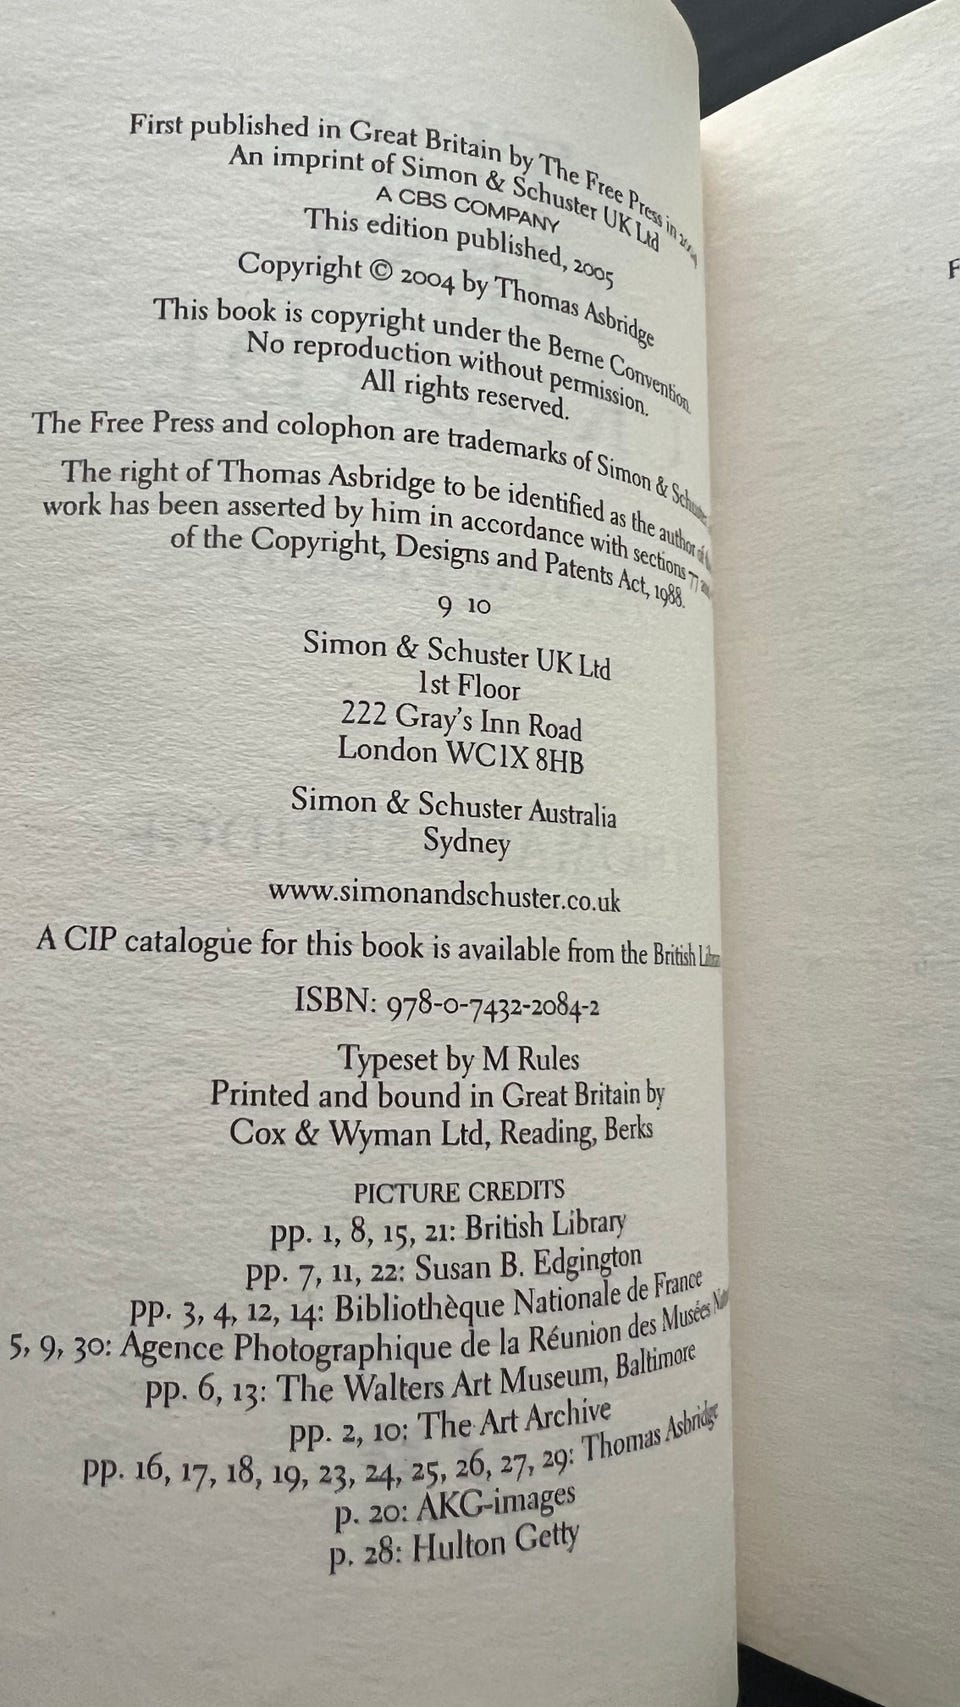 First published in Great Britain by The Free Press in 2004
An imprint of Simon & Schuster UK Ltd
A CBS COMPANY
This edition published, 2005
Copyright © 2004 by Thomas Asbridge
This book is copyright under the Berne Convention.
No reproduction without permission.
All rights reserved.
The Free Press and colophon are trademarks of Simon & Schuster
The right of Thomas Asbridge to be identified as the author of
work has been asserted by him in accordance with sections 77
of the Copyright, Designs and Patents Act, 1988.
9 10
Simon & Schuster UK Ltd
1st Floor
222 Gray's Inn Road
London WC1X 8HB
Simon & Schuster Australia
Sydney
www.simonandschuster.co.uk
A CIP catalogue for this book is available from the British
ISBN: 978-0-7432-2084-2
Typeset by M Rules
Printed and bound in Great Britain by
Cox & Wyman Ltd, Reading, Berks
PICTURE CREDITS
pp. 1, 8, 15, 21: British Library
pp. 7, 11, 22: Susan B. Edgington
pp. 3, 4, 12, 14: Bibliothèque Nationale de France
5, 9, 30: Agence Photographique de la Réunion des Musées
pp. 6, 13: The Walters Art Museum, Baltimore
pp. 2, 10: The Art Archive
pp. 16, 17, 18, 19, 23, 24, 25, 26, 27, 29: Thomas Asbridge
p. 20: AKG-images
p. 28: Hulton Getty